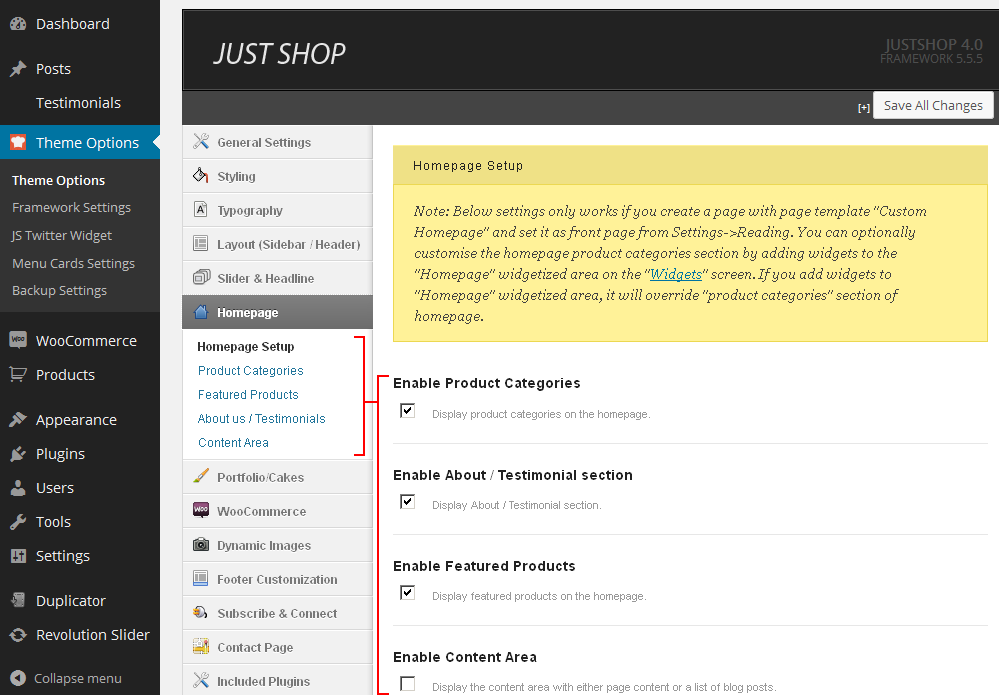 Dashboard
Posts
Testimonials
Theme Options
Theme Options
Framework Settings
JS Twitter Widget
Menu Cards Settings
Backup Settings
WooCommerce
Products
Appearance
Plugins
Users
Tools
Settings
Duplicator
Revolution Slider
Collapse menu
JUST SHOP
JUSTSHOP 4.0
FRAMEWORK 5.5.5
[+] Save All Changes
General Settings
Styling
Typography
Layout (Sidebar / Header)
Slider & Headline
Homepage
Homepage Setup
Product Categories
Featured Products
About us / Testimonials
Content Area
Portfolio/Cakes
WooCommerce
Dynamic Images
Footer Customization
Subscribe & Connect
Contact Page
Included Plugins
Homepage Setup
Note: Below settings only works if you create a page with page template "Custom
Homepage" and set it as front page from Settings->Reading. You can optionally
customise the homepage product categories section by adding widgets to the
"Homepage" widgetized area on the "Widgets" screen. If you add widgets to
"Homepage" widgetized area, it will override "product categories" section of
homepage.
Enable Product Categories
Display product categories on the homepage.
Enable About / Testimonial section
Display About / Testimonial section.
Enable Featured Products
Display featured products on the homepage.
Enable Content Area
Display the content area with either page content or a list of blog posts.